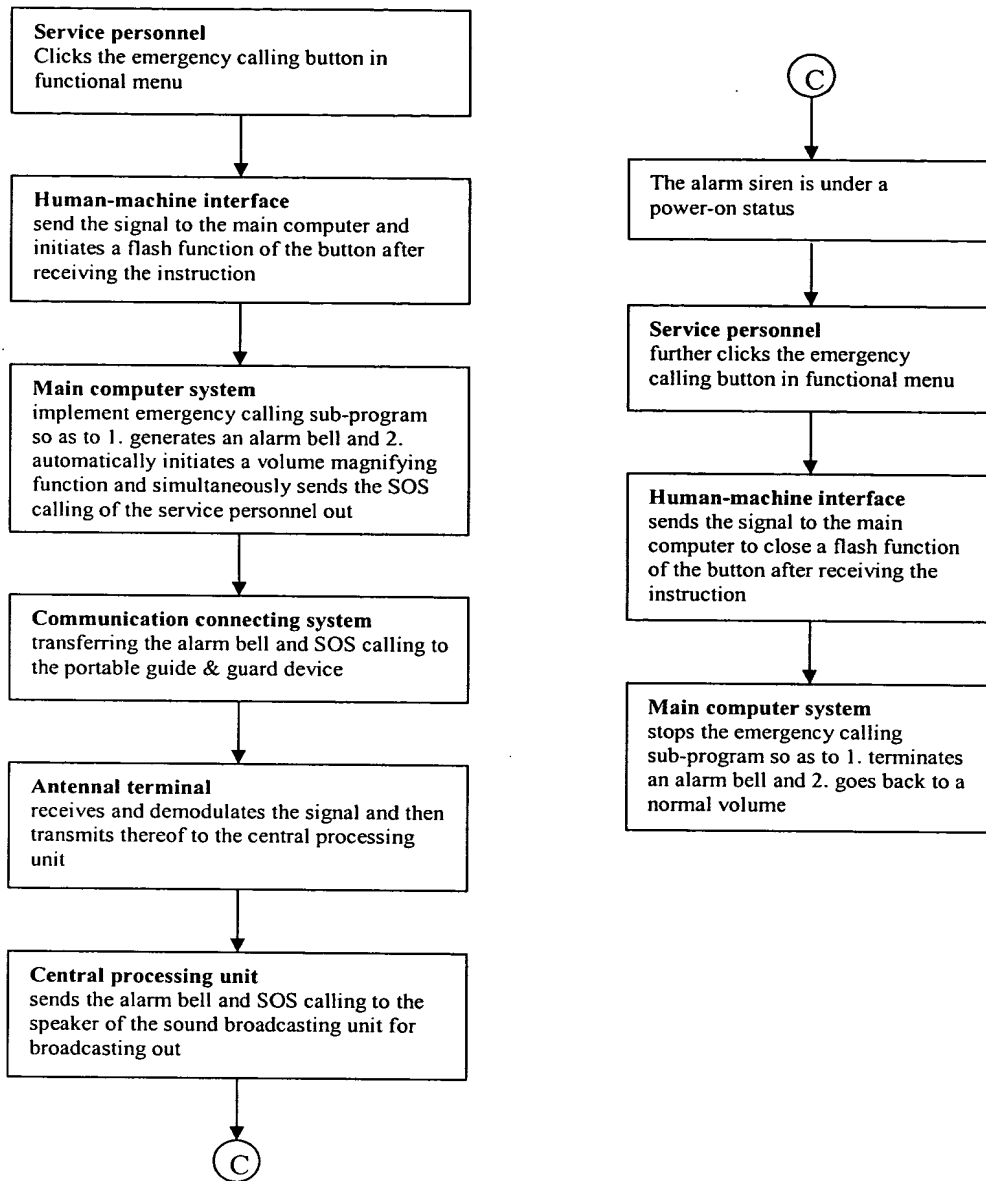 Service personnel
Clicks the emergency calling button in
functional menu
Human-machine interface
send the signal to the main computer and
initiates a flash function of the button after
receiving the instruction
Main computer system
implement emergency calling sub-program
so as to 1. generates an alarm bell and 2.
automatically initiates a volume magnifying
function and simultaneously sends the SOS
calling of the service personnel out
Communication connecting system
transferring the alarm bell and SOS calling to
the portable guide & guard device
Antennal terminal
receives and demodulates the signal and then
transmits thereof to the central processing
unit
Central processing unit
sends the alarm bell and SOS calling to the
speaker of the sound broadcasting unit for
broadcasting out
C
C
The alarm siren is under a
power-on status
Service personnel
further clicks the emergency
calling button in functional menu
Human-machine interface
sends the signal to the main
computer to close a flash function
of the button after receiving the
instruction
Main computer system
stops the emergency calling
sub-program so as to 1. terminates
an alarm bell and 2. goes back to a
normal volume